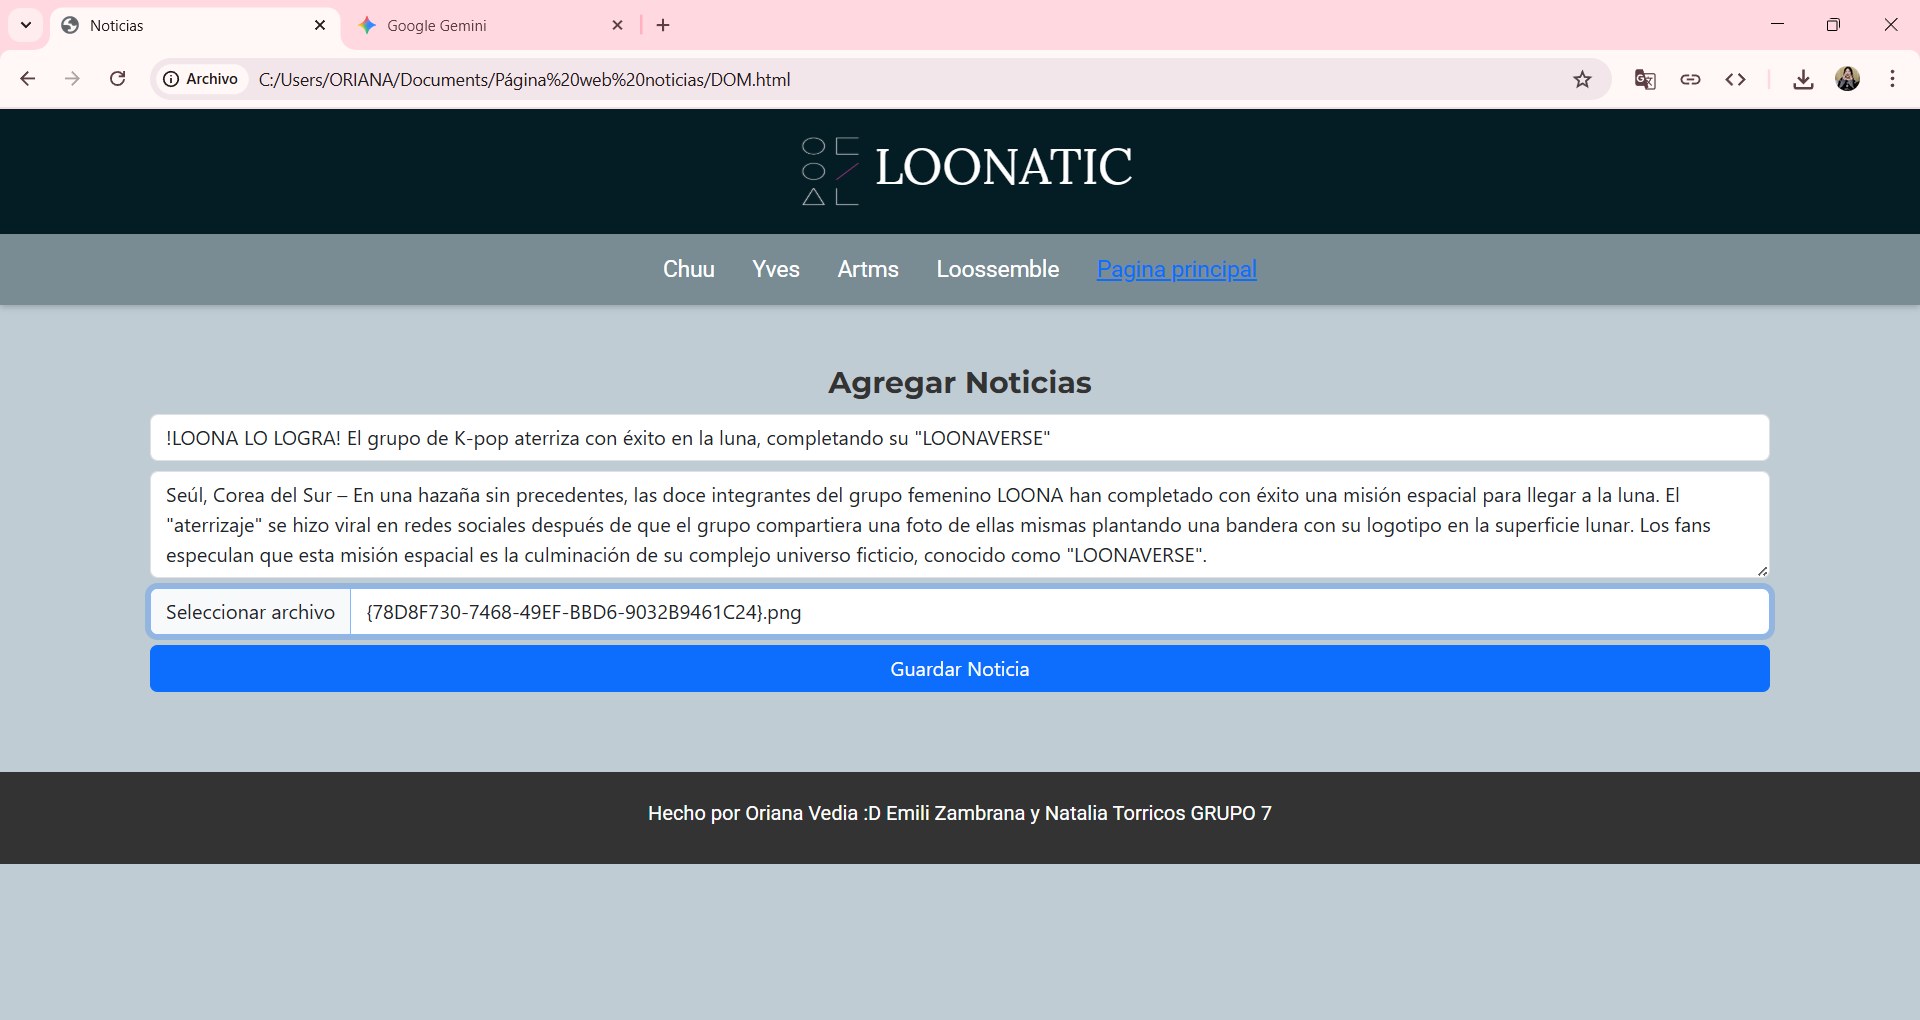 Noticias
Google Gemini
Archivo
C:/Users/ORIANA/Documents/Página%20web%20noticias/DOM.html
LOONATIC
Chuu
Yves
Artms
Loossemble
Pagina principal
Agregar Noticias
!LOONA LO LOGRA! El grupo de K-pop aterriza con éxito en la luna, completando su "LOONAVERSE"
Seúl, Corea del Sur – En una hazaña sin precedentes, las doce integrantes del grupo femenino LOONA han completado con éxito una misión espacial para llegar a la luna. El
"aterrizaje" se hizo viral en redes sociales después de que el grupo compartiera una foto de ellas mismas plantando una bandera con su logotipo en la superficie lunar. Los fans
especulan que esta misión espacial es la culminación de su complejo universo ficticio, conocido como "LOONAVERSE".
Seleccionar archivo
{78D8F730-7468-49EF-BBD6-9032B9461C24}.png
Guardar Noticia
Hecho por Oriana Vedia :D Emili Zambrana y Natalia Torricos GRUPO 7